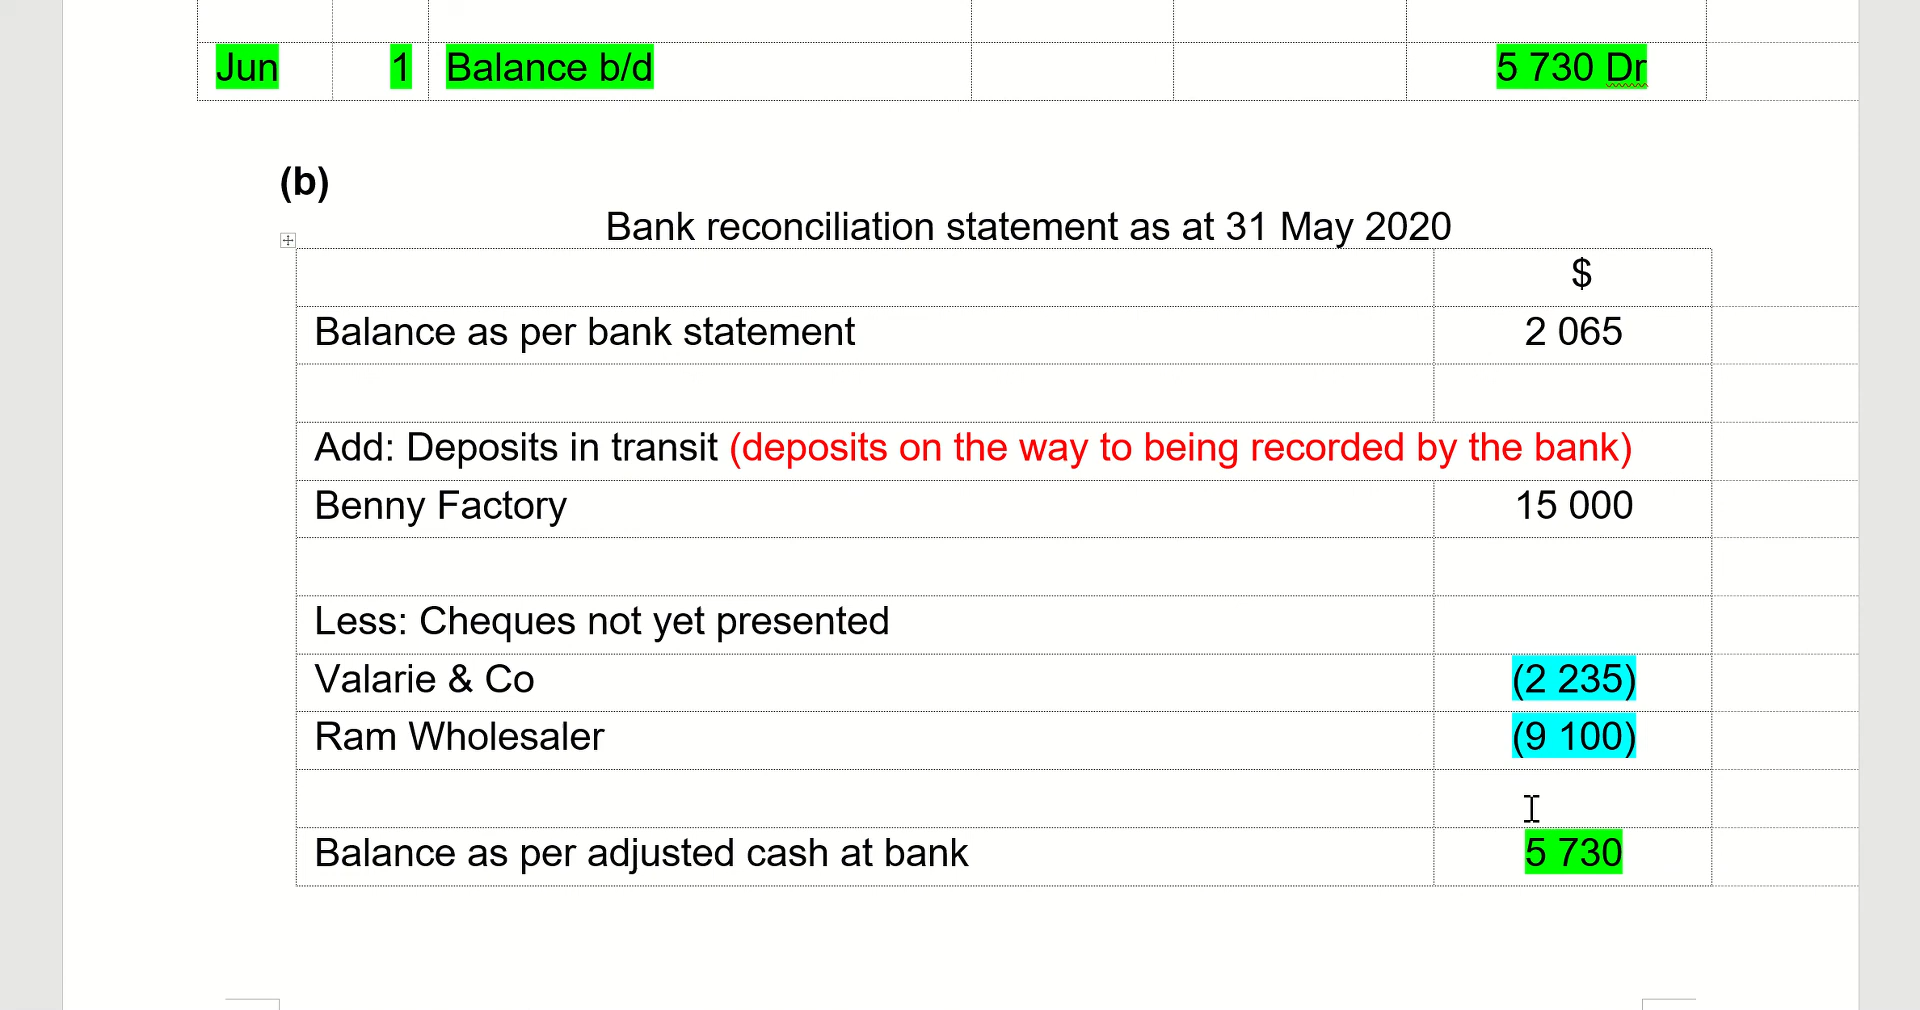 Jun 1 Balance b/d 5 730 Dr
(b)
Bank reconciliation statement as at 31 May 2020
$
Balance as per bank statement 2 065
Add: Deposits in transit (deposits on the way to being recorded by the bank)
Benny Factory 15 000
Less: Cheques not yet presented
Valarie & Co (2 235)
Ram Wholesaler (9 100)
Balance as per adjusted cash at bank 5 730